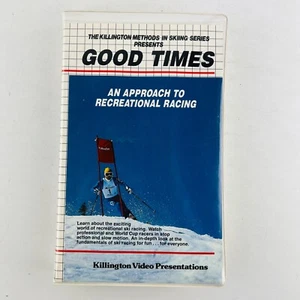 THE KILLINGTON METHODS IN SKIING SERIES
PRESENTS
GOOD TIMES
AN APPROACH TO
RECREATIONAL RACING
Learn about the exciting
world of recreational ski racing. Watch
professional and World Cup racers in stop
action and slow motion. An in-depth look at the
fundamentals of ski racing for fun . . . for everyone.
Killington Video Presentations